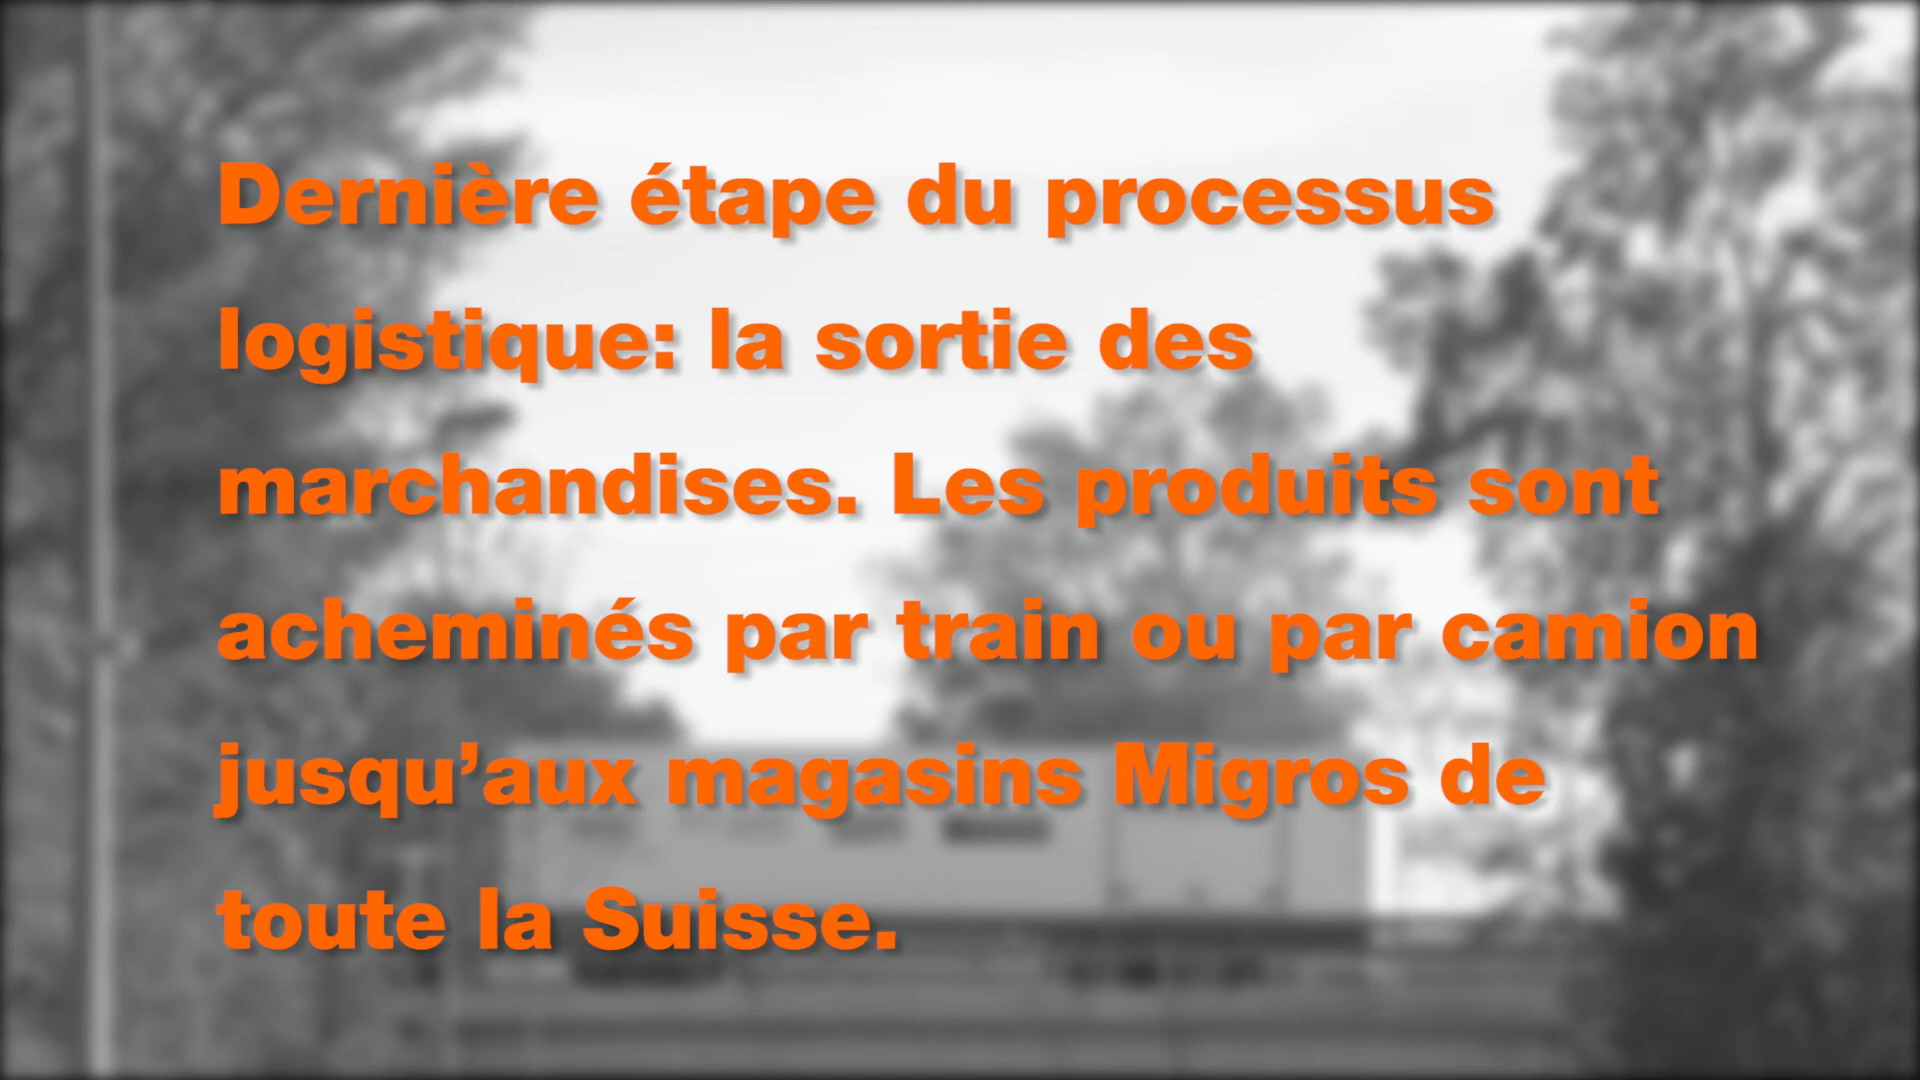 Dernière étape du processus
logistique: la sortie des
marchandises. Les produits sont
acheminés par train ou par camion
jusqu’aux magasins Migros de
toute la Suisse.